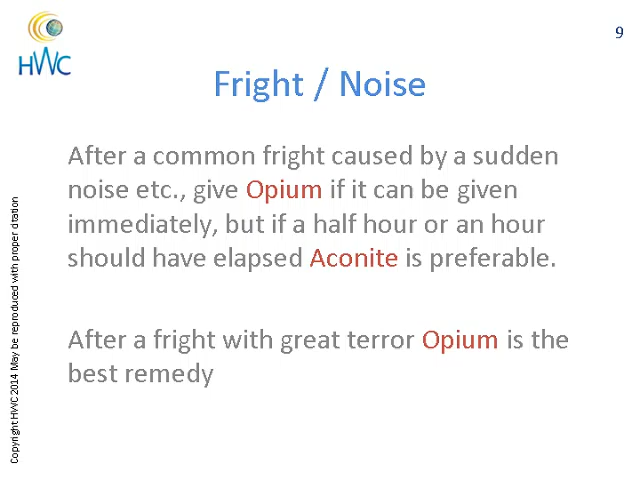 9
HWC
Fright / Noise
After a common fright caused by a sudden
noise etc., give Opium if it can be given
immediately, but if a half hour or an hour
should have elapsed Aconite is preferable.
After a fright with great terror Opium is the
best remedy
Copyright HWC 2014 May be reproduced with proper citation